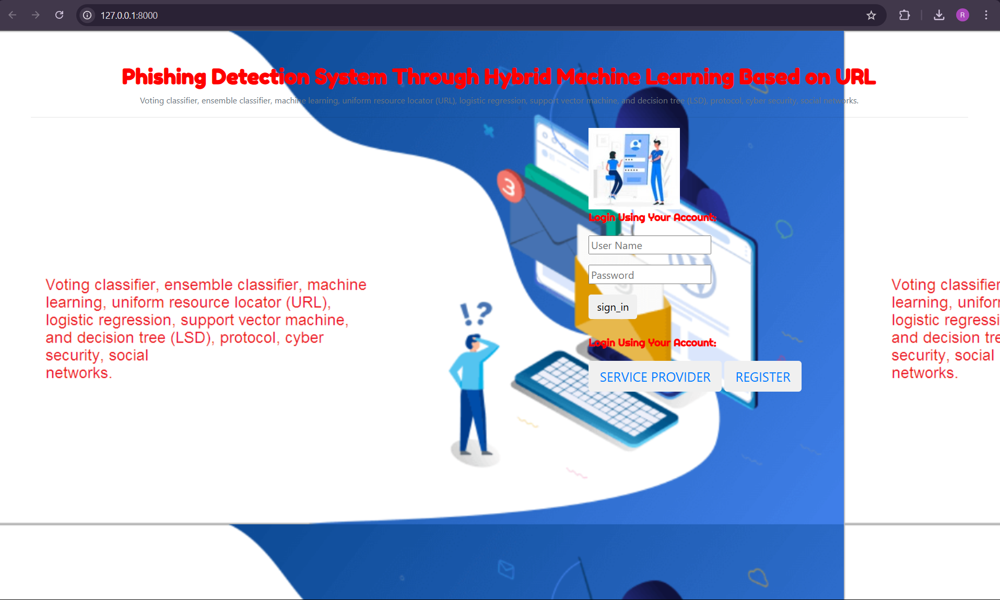 127.0.0.1:8000
R
Phishing Detection System Through Hybrid Machine Learning Based on URL
Voting classifier, ensemble classifier, machine learning, uniform resource locator (URL), logistic regression, support vector machine, and decision tree (LSD), protocol, cyber security, social networks.
3
Login Using Your Account:
User Name
Password
sign_in
Login Using Your Account:
SERVICE PROVIDER
REGISTER
Voting classifier, ensemble classifier, machine
learning, uniform resource locator (URL),
logistic regression, support vector machine,
and decision tree (LSD), protocol, cyber
security, social
networks.
!?
Voting classifier
learning, unifor
logistic regressi
and decision tre
security, social
networks.